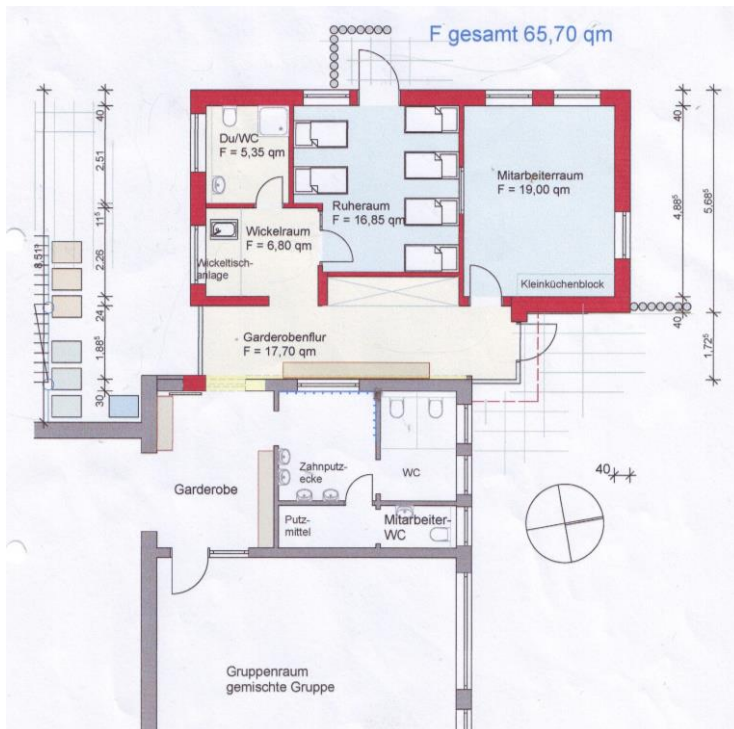 F gesamt 65,70 qm
Du/WC
F = 5,35 qm
Ruheraum
F = 16,85 qm
Mitarbeiterraum
F = 19,00 qm
Wickelraum
F = 6,80 qm
Wickeltisch-
anlage
Kleinküchenblock
Garderobenflur
F = 17,70 qm
Garderobe
Zahnputz-
ecke
WC
Putz-
mittel
Mitarbeiter-
WC
Gruppenraum
gemischte Gruppe
40
2.51
11⁵
2.26
24
1.88⁵
30
8.51¹
40
4.88⁵
40
5.68⁵
1.72⁵
40